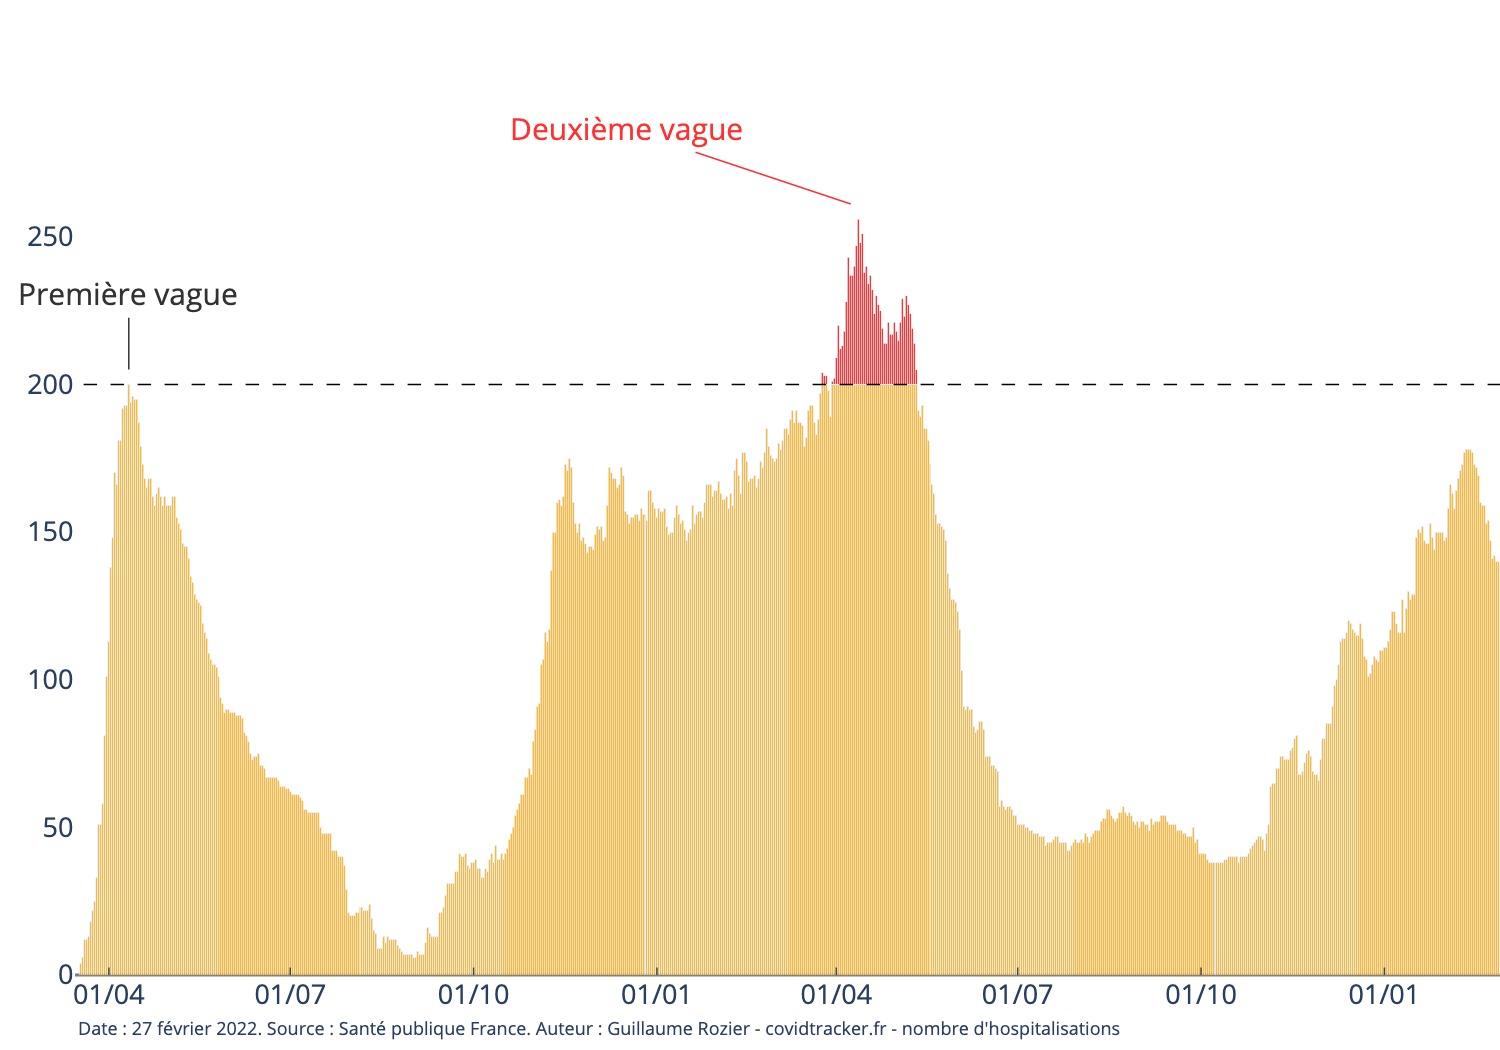 Deuxième vague
250
Première vague
200
150
100
50
0
01/04 01/07 01/10 01/01 01/04 01/07 01/10 01/01
Date : 27 février 2022. Source : Santé publique France. Auteur : Guillaume Rozier - covidtracker.fr - nombre d'hospitalisations